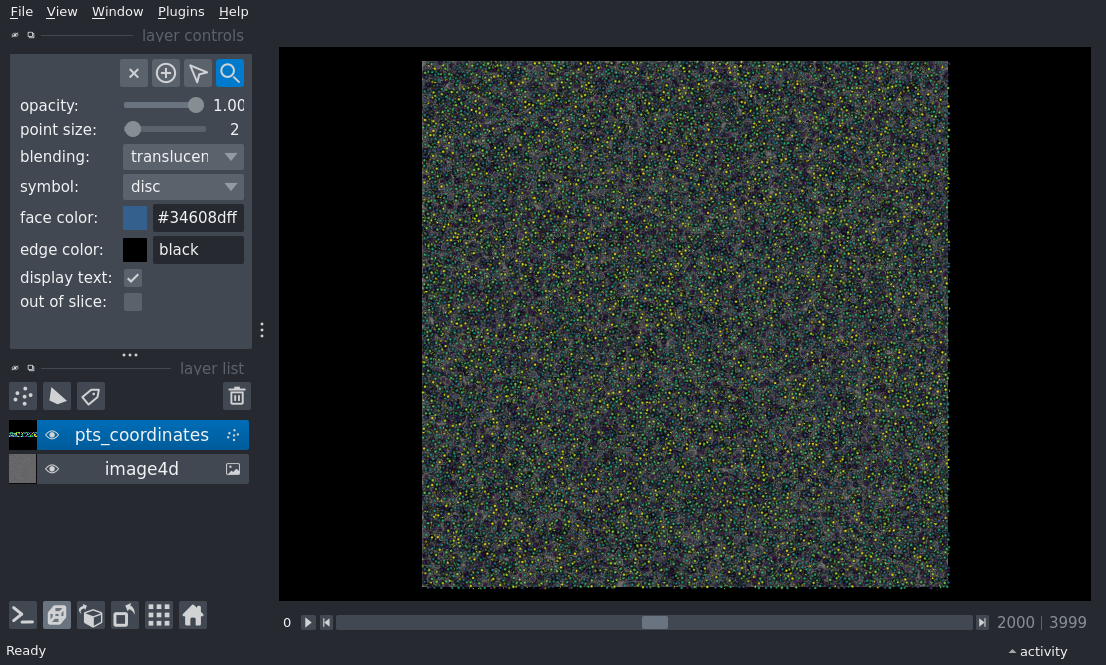 File View Window Plugins Help
layer controls
opacity: 1.00
point size: 2
blending: translucen
symbol: disc
face color: #34608dff
edge color: black
display text:
out of slice:
layer list
pts_coordinates
image4d
0 2000 | 3999
Ready activity